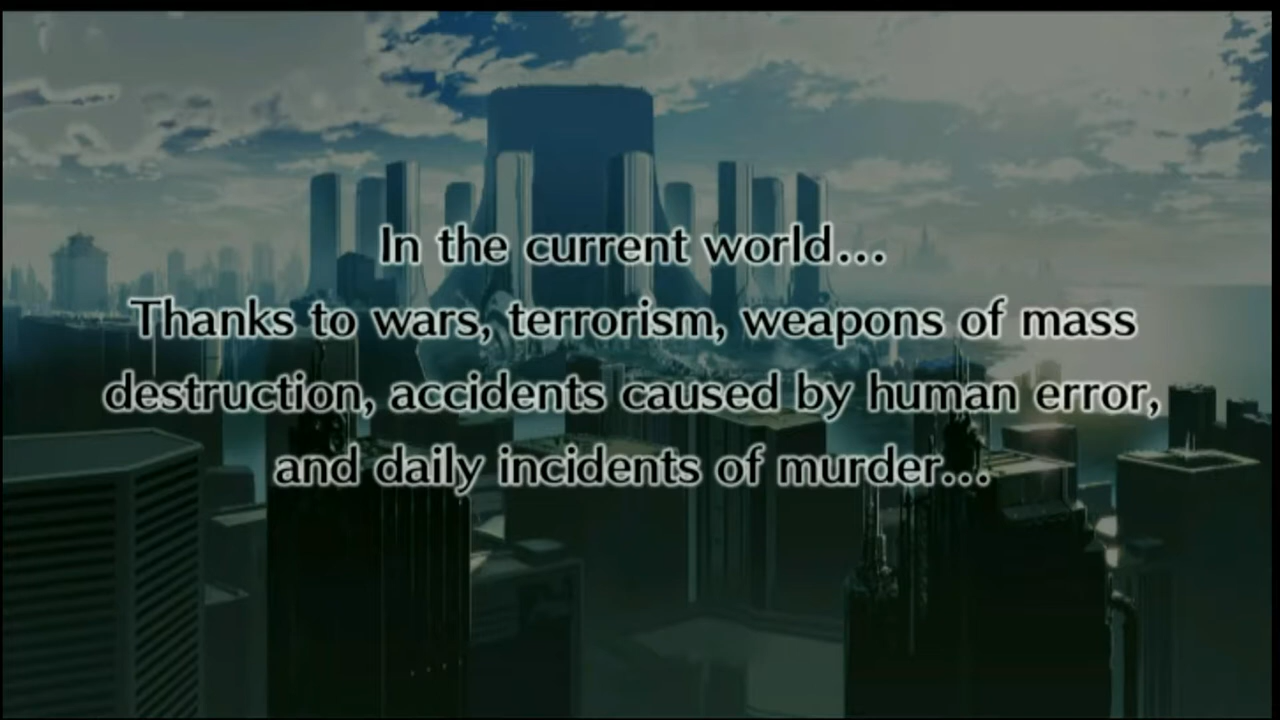 In the current world...
Thanks to wars, terrorism, weapons of mass
destruction, accidents caused by human error,
and daily incidents of murder...